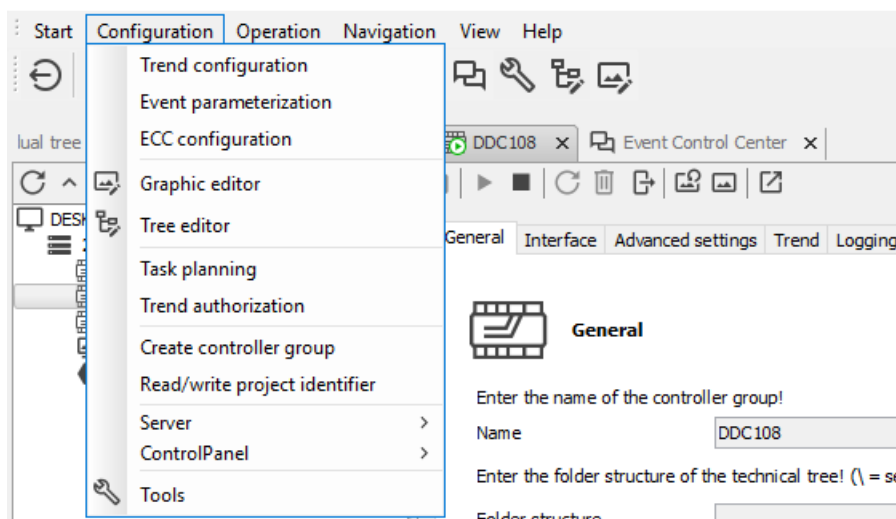 Start Configuration Operation Navigation View Help
Trend configuration
Event parameterization
ECC configuration
Graphic editor
Tree editor
Task planning
Trend authorization
Create controller group
Read/write project identifier
Server
ControlPanel
Tools
lual tree
DDC108 Event Control Center
General Interface Advanced settings Trend Logging
General
Enter the name of the controller group!
Name DDC108
Enter the folder structure of the technical tree! (\ = se
Folder structure